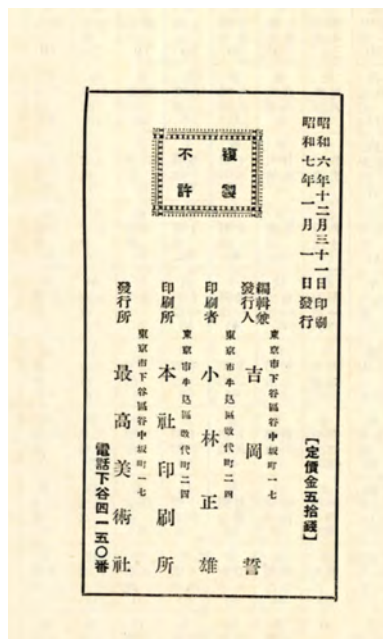 昭和六年十二月三十一日印刷
昭和七年一月一日發行
複製
不許
[定價金五拾錢]
東京市下谷區谷中坂町一七
編輯兼
發行人
吉岡誓
東京市牛込區改代町二四
印刷者
小林正雄
東京市牛込區改代町二四
印刷所
本社印刷所
東京市下谷區谷中坂町一七
發行所
最高美術社
電話下谷四一五〇番